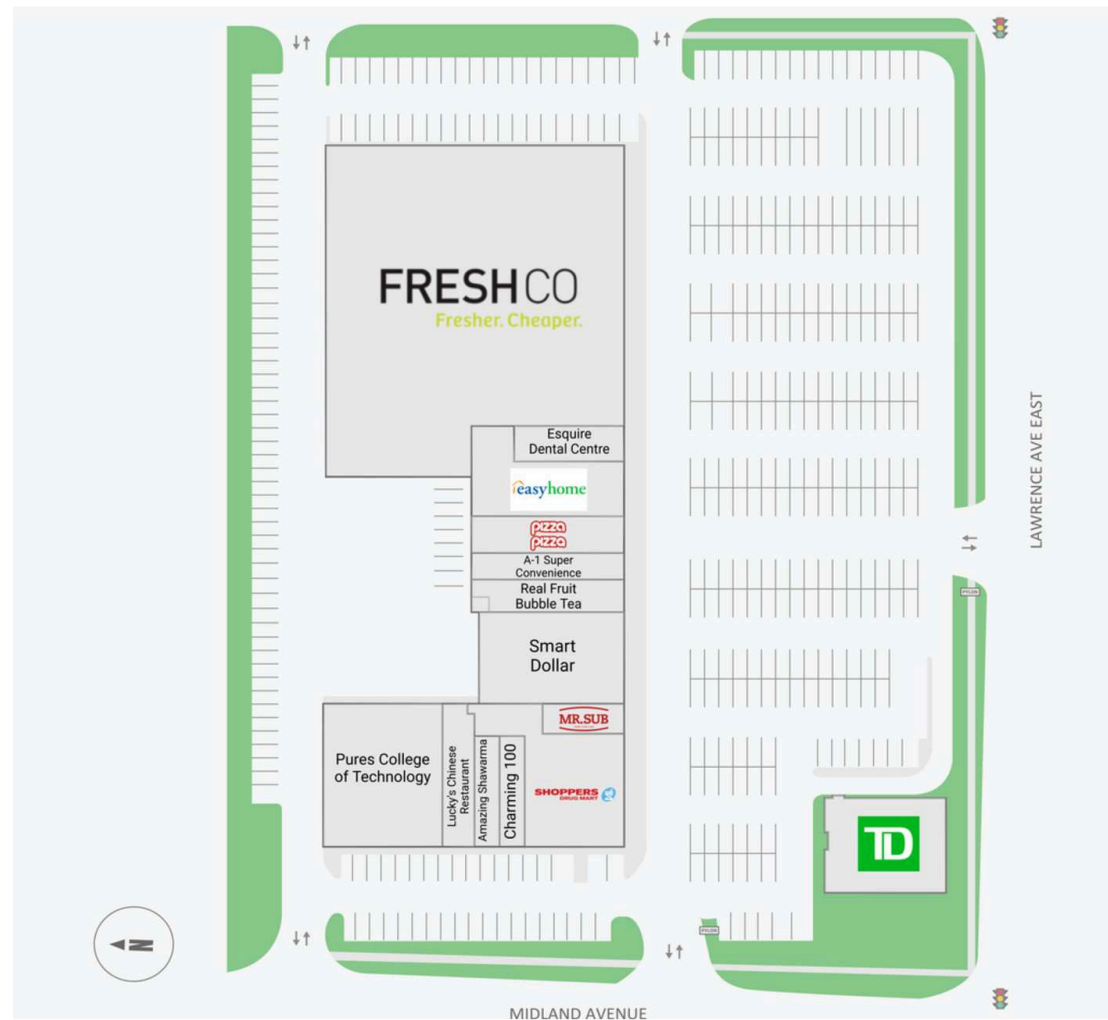 FRESHCO
Fresher. Cheaper.
Esquire
Dental Centre
easyhome
pizza
pizza
A-1 Super
Convenience
Real Fruit
Bubble Tea
Smart
Dollar
MR.SUB
Pures College
of Technology
Lucky's Chinese
Restaurant
Amazing Shawarma
Charming 100
SHOPPERS
DRUG MART
TD
PYLON
PYLON
LAWRENCE AVE EAST
MIDLAND AVENUE
N